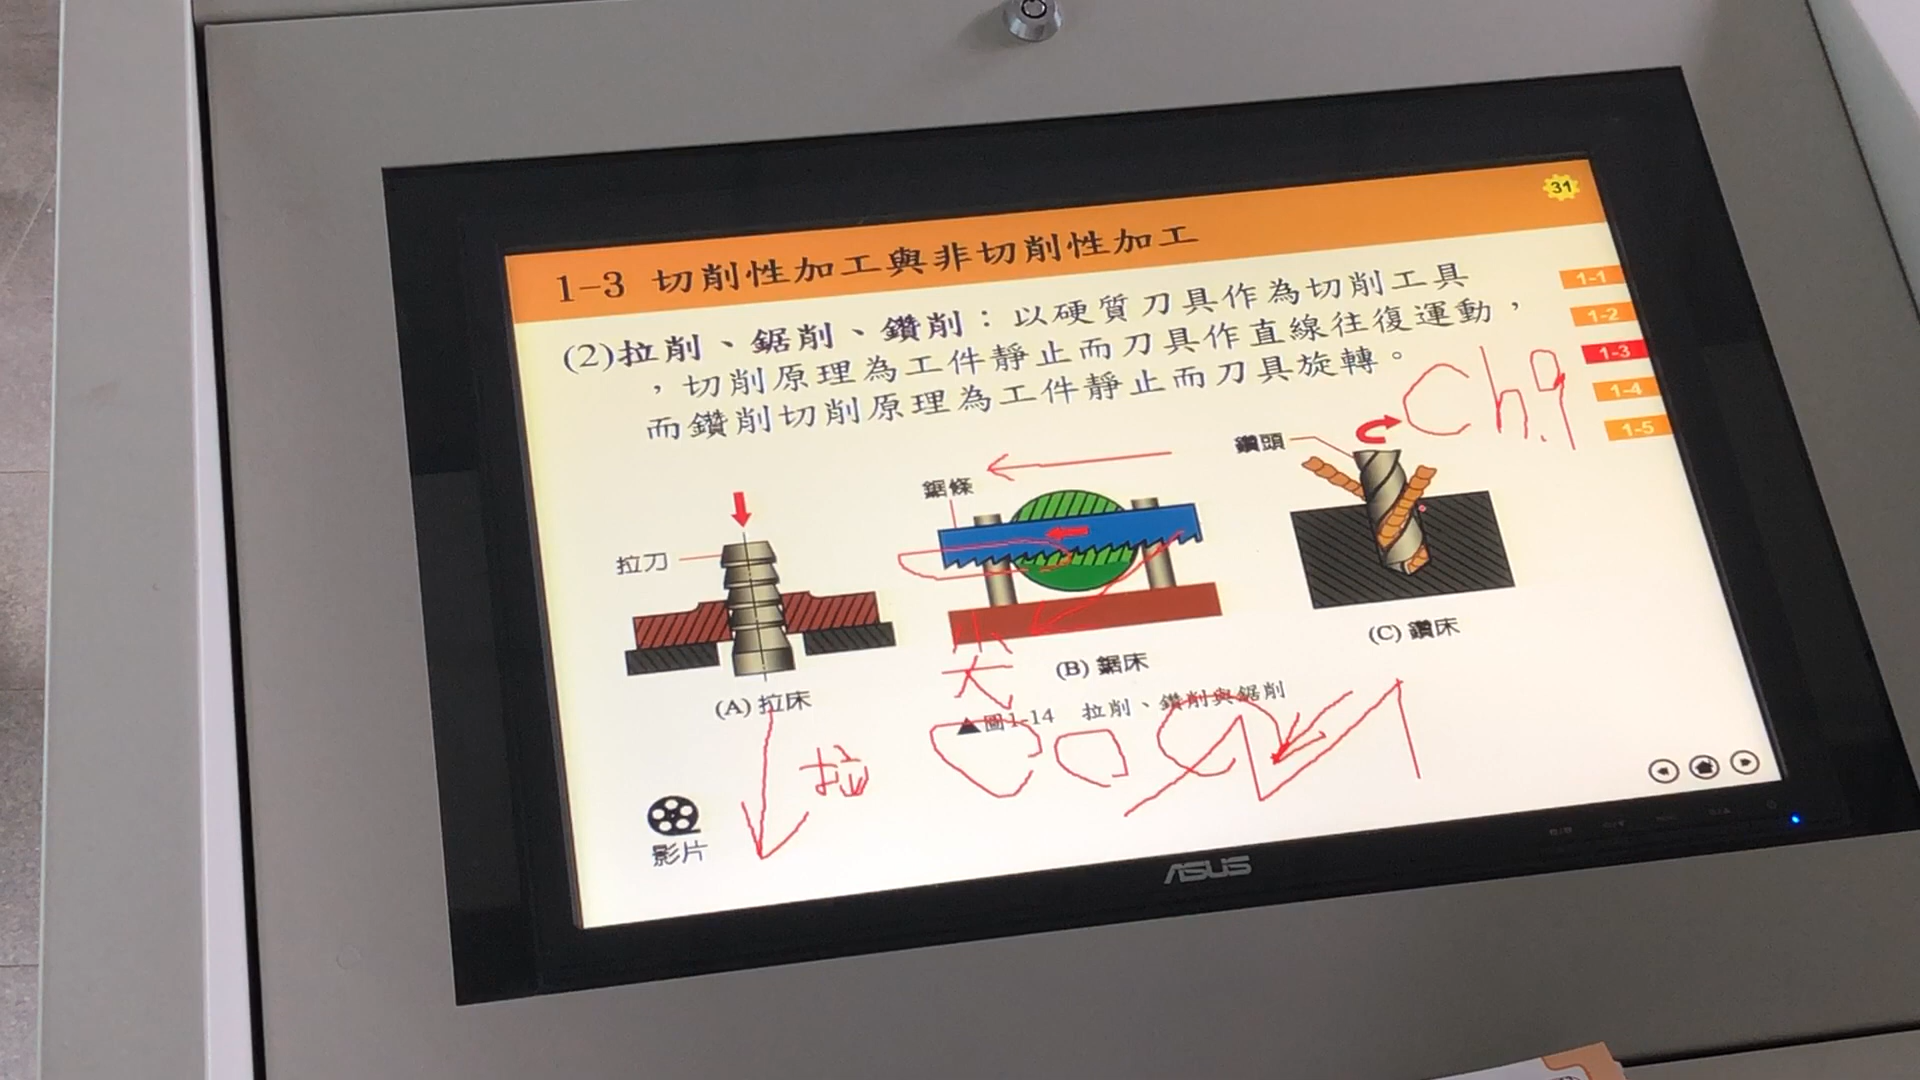 31
1-3 切削性加工與非切削性加工
(2)拉削、鋸削、鑽削：以硬質刀具作為切削工具
，切削原理為工件靜止而刀具作直線往復運動，
而鑽削切削原理為工件靜止而刀具旋轉。
1-1
1-2
1-3
1-4
1-5
Ch.9
鑽頭
鋸條
拉刀
(A) 拉床
(B) 鋸床
(C) 鑽床
大
▲圖1-14 拉削、鑽削與鋸削
拉
影片
ASUS